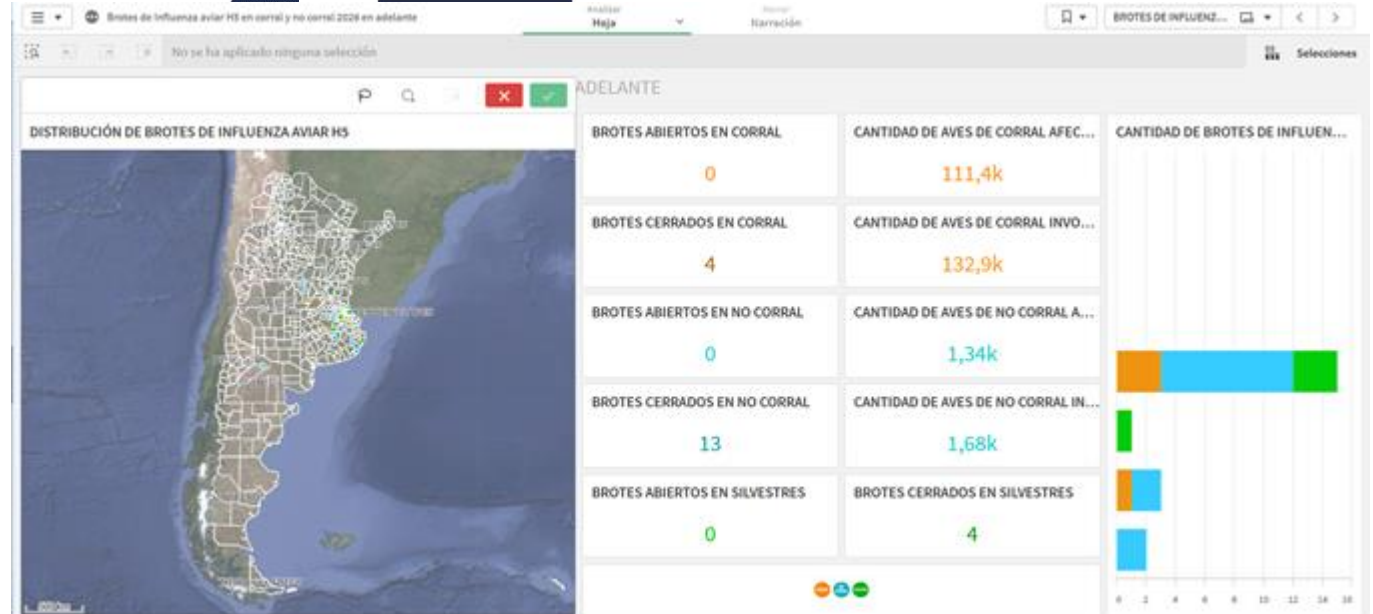 Brotes de Influenza aviar H5 en corral y no corral 2026 en adelante
Analizar
Hoja
Narrar
Narración
BROTES DE INFLUENZ...
No se ha aplicado ninguna selección
Selecciones
ADELANTE
DISTRIBUCIÓN DE BROTES DE INFLUENZA AVIAR H5
BROTES ABIERTOS EN CORRAL
0
CANTIDAD DE AVES DE CORRAL AFEC...
111,4k
BROTES CERRADOS EN CORRAL
4
CANTIDAD DE AVES DE CORRAL INVO...
132,9k
BROTES ABIERTOS EN NO CORRAL
0
CANTIDAD DE AVES DE NO CORRAL A...
1,34k
BROTES CERRADOS EN NO CORRAL
13
CANTIDAD DE AVES DE NO CORRAL IN...
1,68k
BROTES ABIERTOS EN SILVESTRES
0
BROTES CERRADOS EN SILVESTRES
4
CANTIDAD DE BROTES DE INFLUEN...
0 2 4 6 8 10 12 14 16